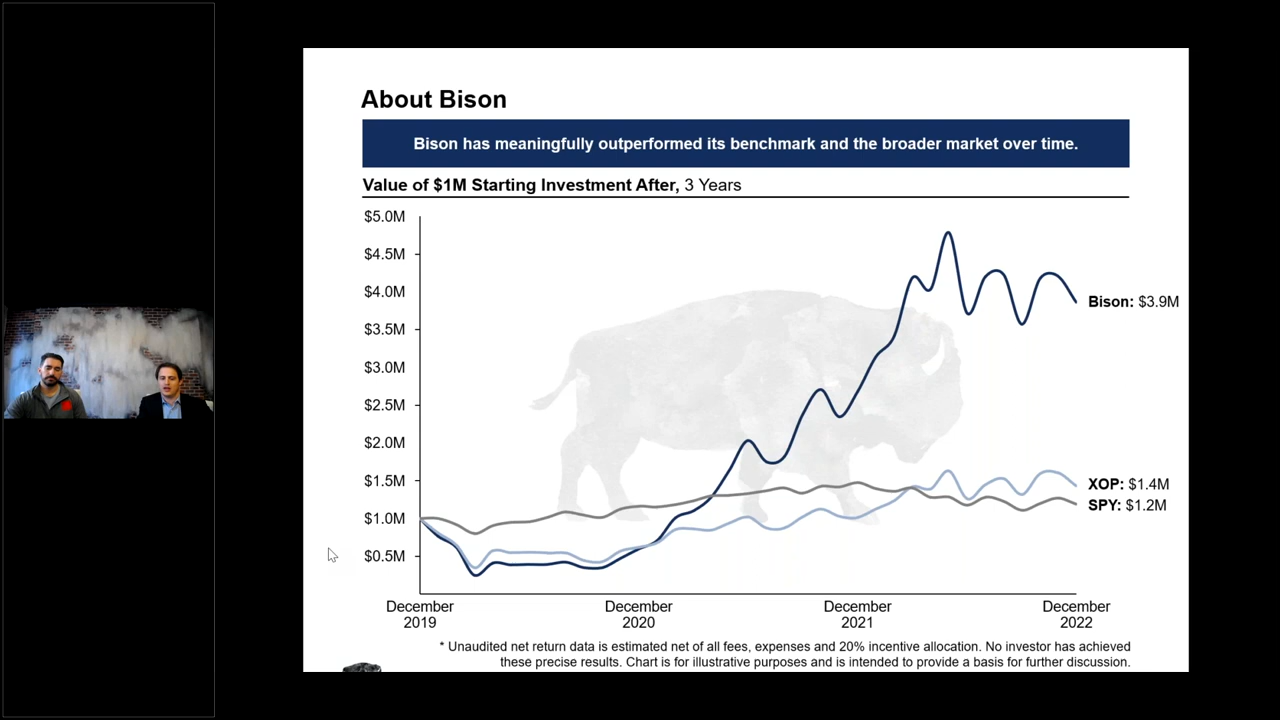 About Bison
Bison has meaningfully outperformed its benchmark and the broader market over time.
Value of $1M Starting Investment After, 3 Years
$5.0M
$4.5M
$4.0M
$3.5M
$3.0M
$2.5M
$2.0M
$1.5M
$1.0M
$0.5M
Bison: $3.9M
XOP: $1.4M
SPY: $1.2M
December
2019
December
2020
December
2021
December
2022
* Unaudited net return data is estimated net of all fees, expenses and 20% incentive allocation. No investor has achieved
these precise results. Chart is for illustrative purposes and is intended to provide a basis for further discussion.